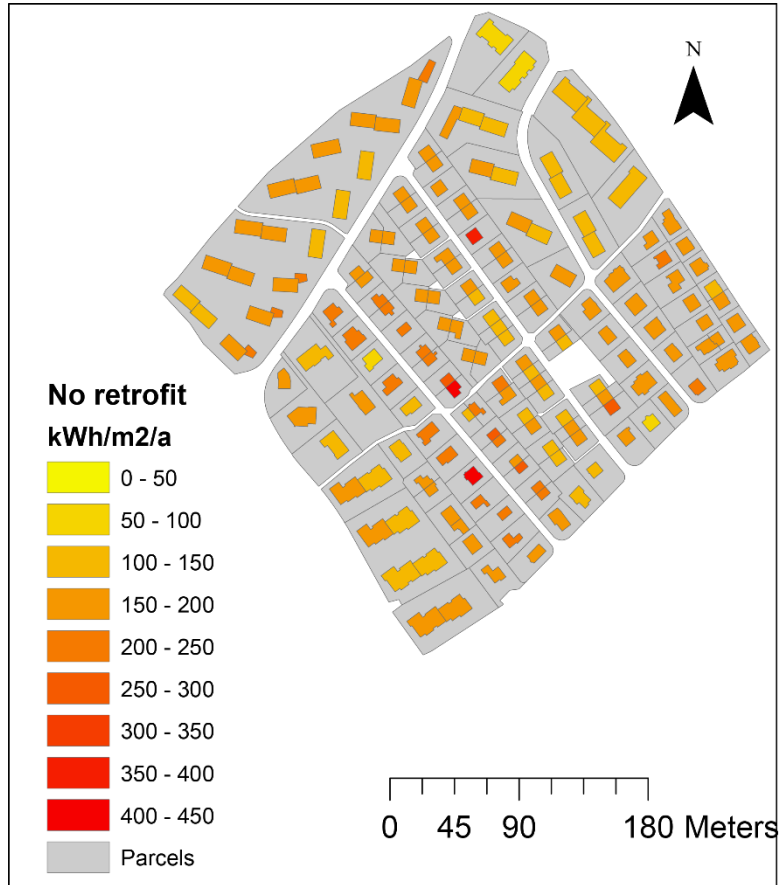 N
No retrofit
kWh/m2/a
0 - 50
50 - 100
100 - 150
150 - 200
200 - 250
250 - 300
300 - 350
350 - 400
400 - 450
Parcels
0 45 90 180 Meters